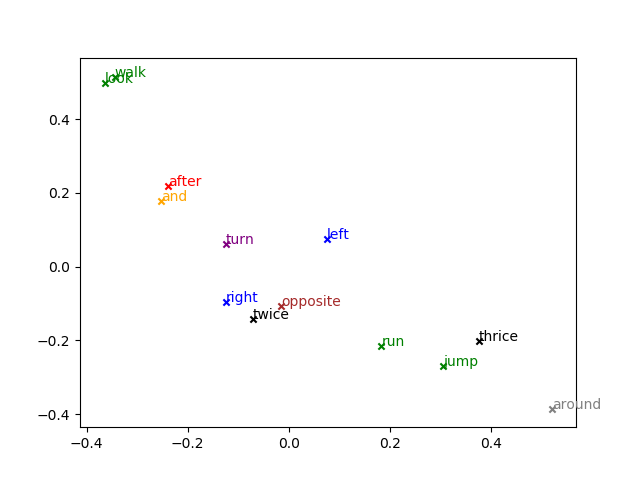 walk
look
0.4
after
0.2
and
turn
left
0.0
right
opposite
twice
−0.2
run
thrice
jump
around
−0.4
−0.4 −0.2 0.0 0.2 0.4